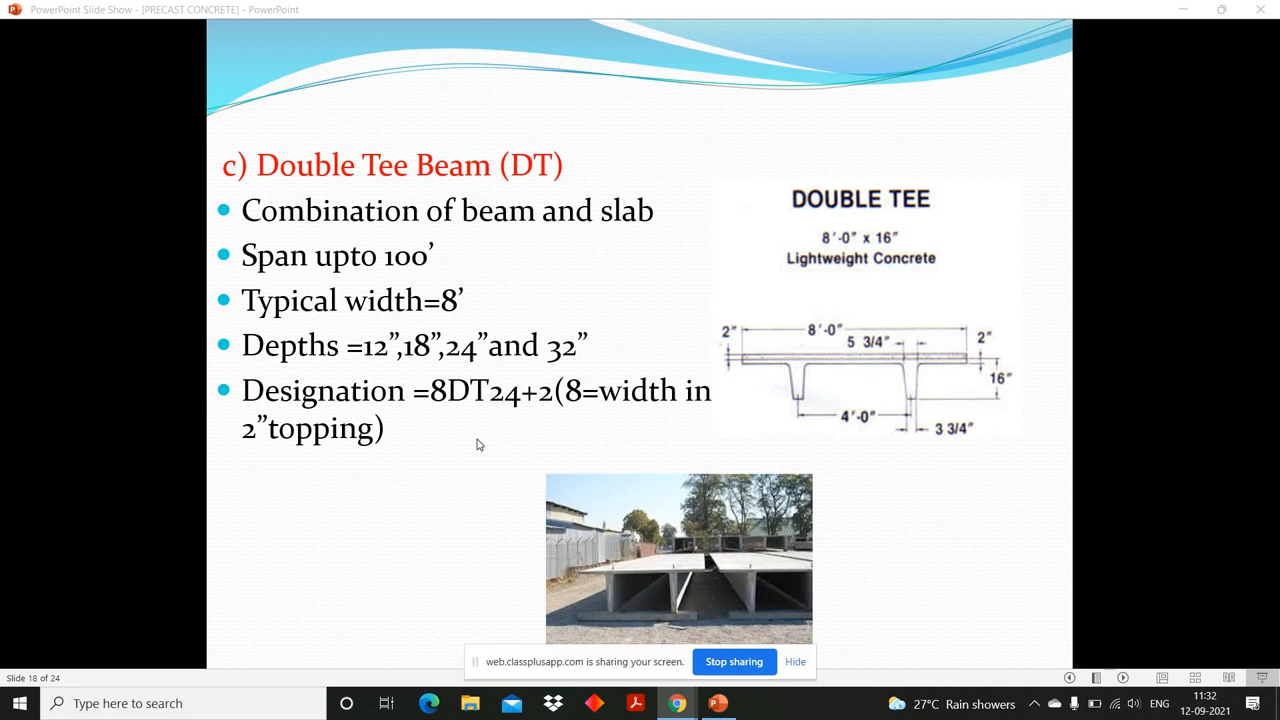 PowerPoint Slide Show - [PRECAST CONCRETE] - PowerPoint
c) Double Tee Beam (DT)
Combination of beam and slab
Span upto 100’
Typical width=8’
Depths =12”,18”,24”and 32”
Designation =8DT24+2(8=width in
2”topping)
DOUBLE TEE
8'-0" x 16"
Lightweight Concrete
2"
8'-0"
5 3/4"
2"
16"
4'-0"
3 3/4"
web.classplusapp.com is sharing your screen.
Stop sharing
Hide
Slide 18 of 24
Type here to search
27°C Rain showers
ENG
11:32
12-09-2021